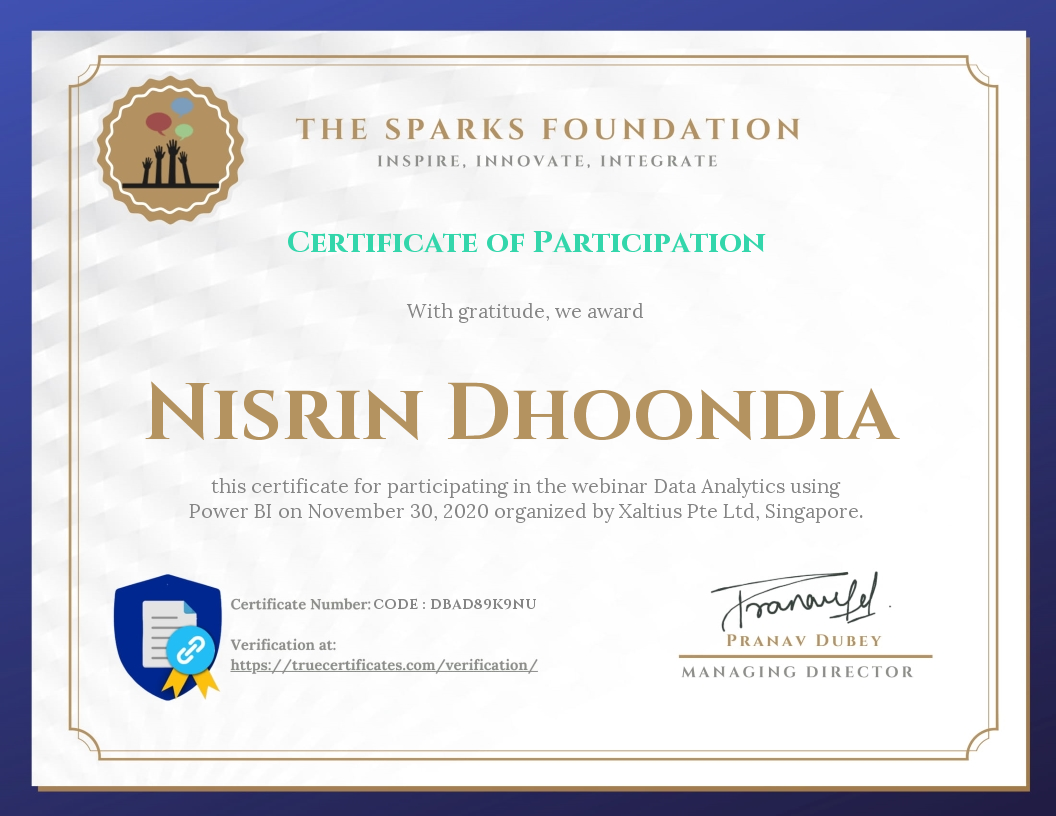 THE SPARKS FOUNDATION
INSPIRE, INNOVATE, INTEGRATE
Certificate of Participation
With gratitude, we award
Nisrin Dhoondia
this certificate for participating in the webinar Data Analytics using
Power BI on November 30, 2020 organized by Xaltius Pte Ltd, Singapore.
Certificate Number: CODE : DBAD89K9NU
Verification at:
https://truecertificates.com/verification/
Pranav Dubey
MANAGING DIRECTOR